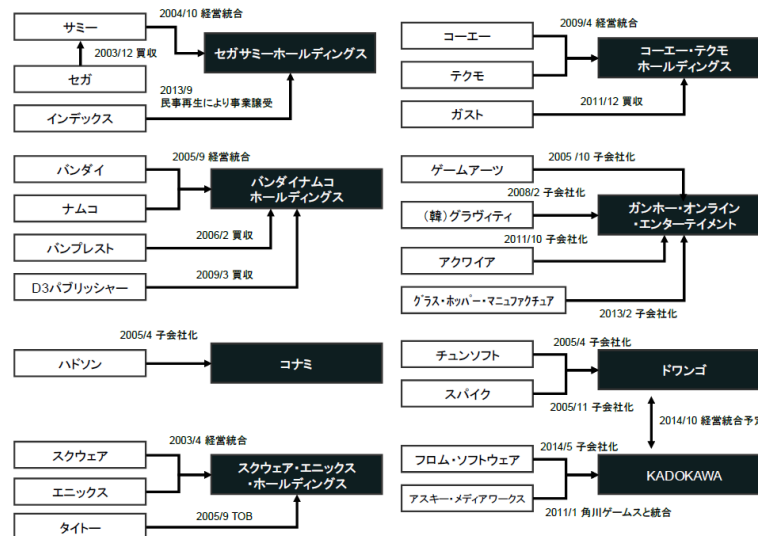 サミー
2004/10 経営統合
セガサミーホールディングス
2003/12 買収
セガ
2013/9
民事再生により事業譲受
インデックス
バンダイ
2005/9 経営統合
バンダイナムコ
ホールディングス
ナムコ
2006/2 買収
バンプレスト
2009/3 買収
D3パブリッシャー
2005/4 子会社化
ハドソン
コナミ
スクウェア
2003/4 経営統合
スクウェア・エニックス
・ホールディングス
エニックス
タイトー
2005/9 TOB
2009/4 経営統合
コーエー
コーエー・テクモ
ホールディングス
テクモ
2011/12 買収
ガスト
ゲームアーツ
2005 /10 子会社化
2008/2 子会社化
(韓)グラヴィティ
ガンホー・オンライン
・エンターテイメント
2011/10 子会社化
アクワイア
グラス・ホッパー・マニュファクチュア
2013/2 子会社化
チュンソフト
2005/4 子会社化
ドワンゴ
スパイク
2005/11 子会社化
2014/10 経営統合予定
フロム・ソフトウェア
2014/5 子会社化
KADOKAWA
アスキー・メディアワークス
2011/1 角川ゲームスと統合